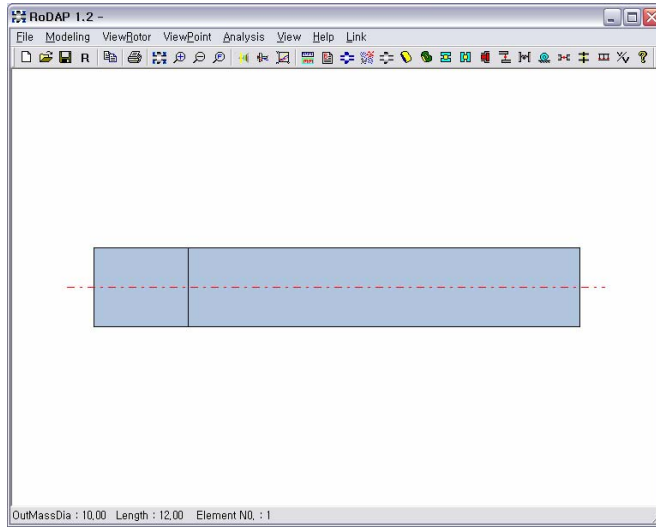 RoDAP 1.2 -
File Modeling ViewRotor ViewPoint Analysis View Help Link
R
OutMassDia : 10,00 Length : 12,00 Element N0, : 1